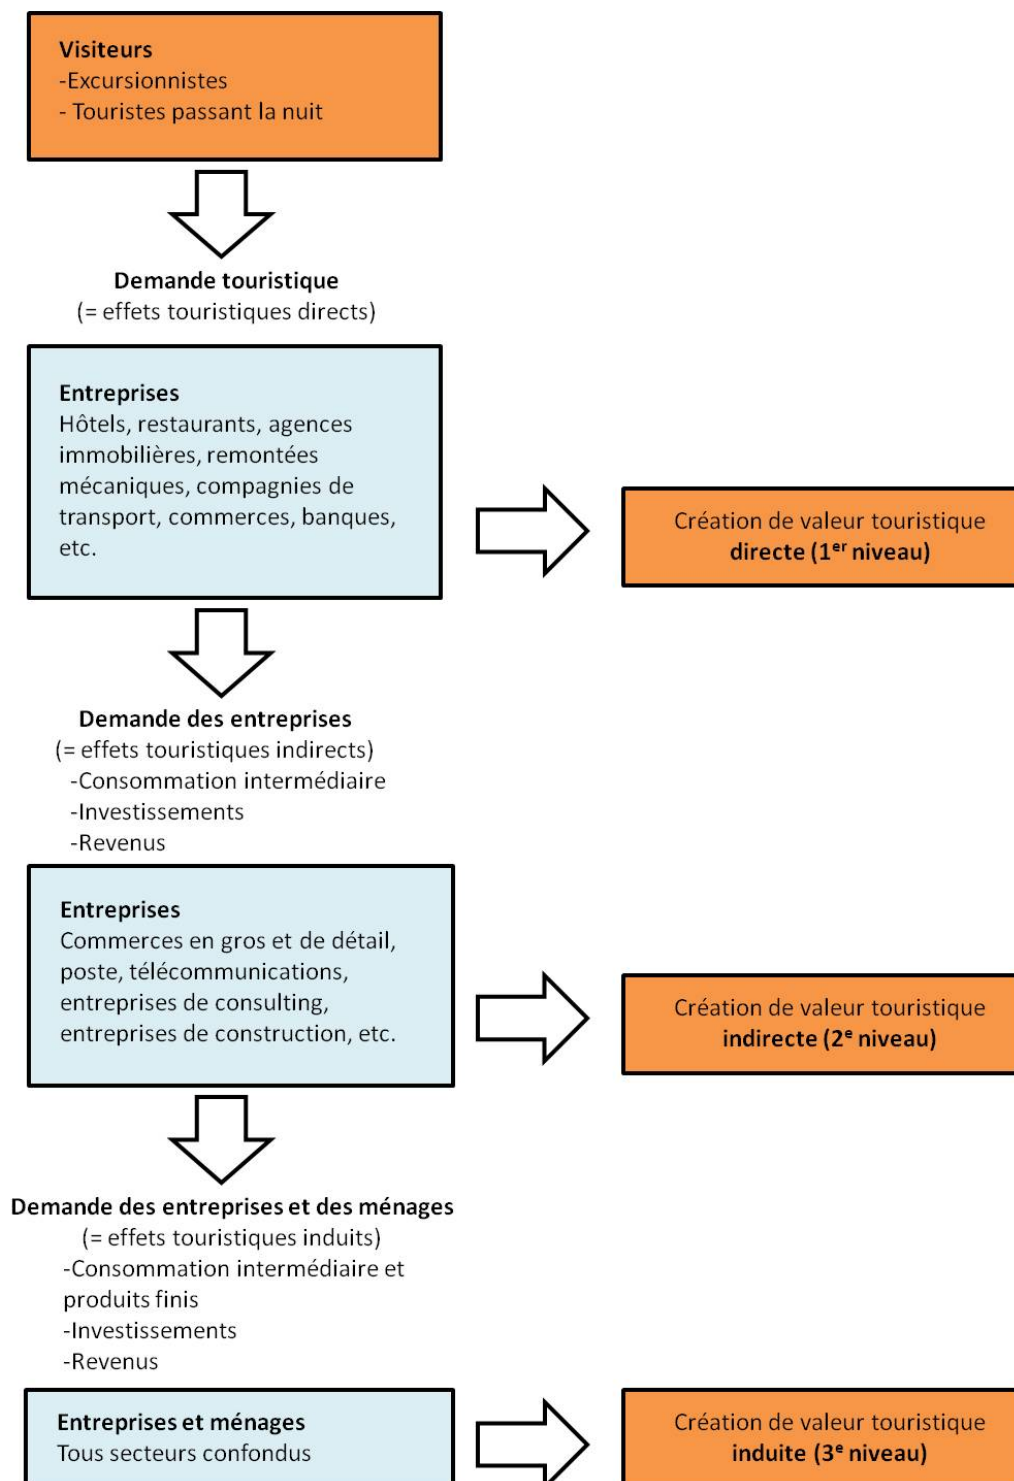 Visiteurs
-Excursionnistes
- Touristes passant la nuit
Demande touristique
(= effets touristiques directs)
Entreprises
Hôtels, restaurants, agences
immobilières, remontées
mécaniques, compagnies de
transport, commerces, banques,
etc.
Création de valeur touristique
directe (1er niveau)
Demande des entreprises
(= effets touristiques indirects)
-Consommation intermédiaire
-Investissements
-Revenus
Entreprises
Commerces en gros et de détail,
poste, télécommunications,
entreprises de consulting,
entreprises de construction, etc.
Création de valeur touristique
indirecte (2e niveau)
Demande des entreprises et des ménages
(= effets touristiques induits)
-Consommation intermédiaire et
produits finis
-Investissements
-Revenus
Entreprises et ménages
Tous secteurs confondus
Création de valeur touristique
induite (3e niveau)